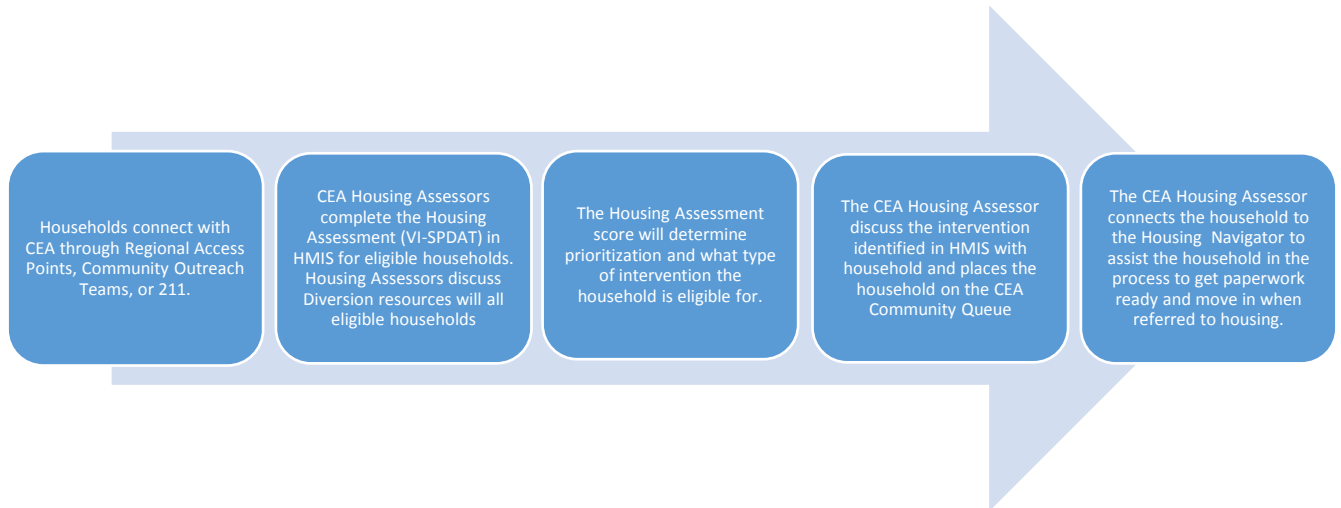 Households connect with
CEA through Regional Access
Points, Community Outreach
Teams, or 211.
CEA Housing Assessors
complete the Housing
Assessment (VI-SPDAT) in
HMIS for eligible households.
Housing Assessors discuss
Diversion resources will all
eligible households
The Housing Assessment
score will determine
prioritization and what type
of intervention the
household is eligible for.
The CEA Housing Assessor
discuss the intervention
identified in HMIS with
household and places the
household on the CEA
Community Queue
The CEA Housing Assessor
connects the household to
the Housing  Navigator to
assist the household in the
process to get paperwork
ready and move in when
referred to housing.